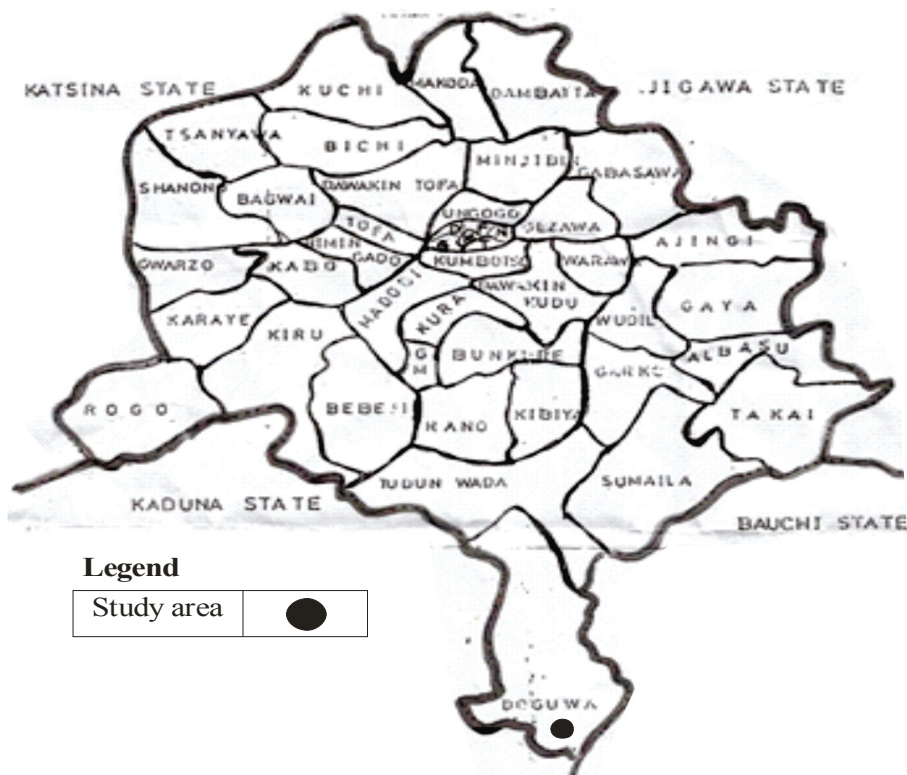 KATSINA STATE
KUCHI
MAKODA
DAMBATTA
JIGAWA STATE
TSANYAWA
BICHI
MINJIBIR
GABASAWA
SHANONO
BAGWAI
DAWAKIN TOFA
UNGOGO
GEZAWA
TOFA
AJINGI
RIMIN
GADO
KUMBOTSO
WARAW
GWARZO
KABO
MADOBI
KURA
DAWAKIN
KUDU
WUDIL
GAYA
KARAYE
KIRU
GM
BUNKURE
GARKO
ALBASU
ROGO
BEBEJI
RANO
KIBIYA
TAKAI
TUDUN WADA
SUMAILA
KADUNA STATE
BAUCHI STATE
Legend
Study area
DOGUWA